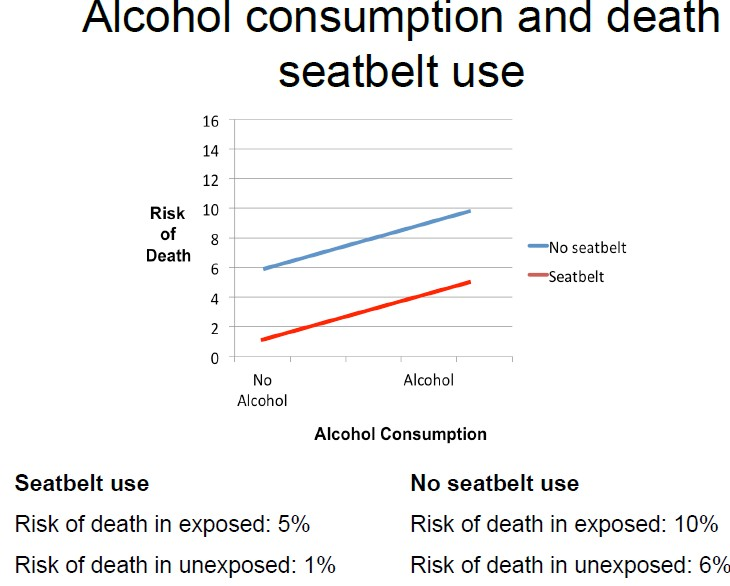 Alcohol consumption and death
seatbelt use
16
14
12
10
8
6
4
2
0
Risk
of
Death
No seatbelt
Seatbelt
No
Alcohol
Alcohol
Alcohol Consumption
Seatbelt use
Risk of death in exposed: 5%
Risk of death in unexposed: 1%
No seatbelt use
Risk of death in exposed: 10%
Risk of death in unexposed: 6%